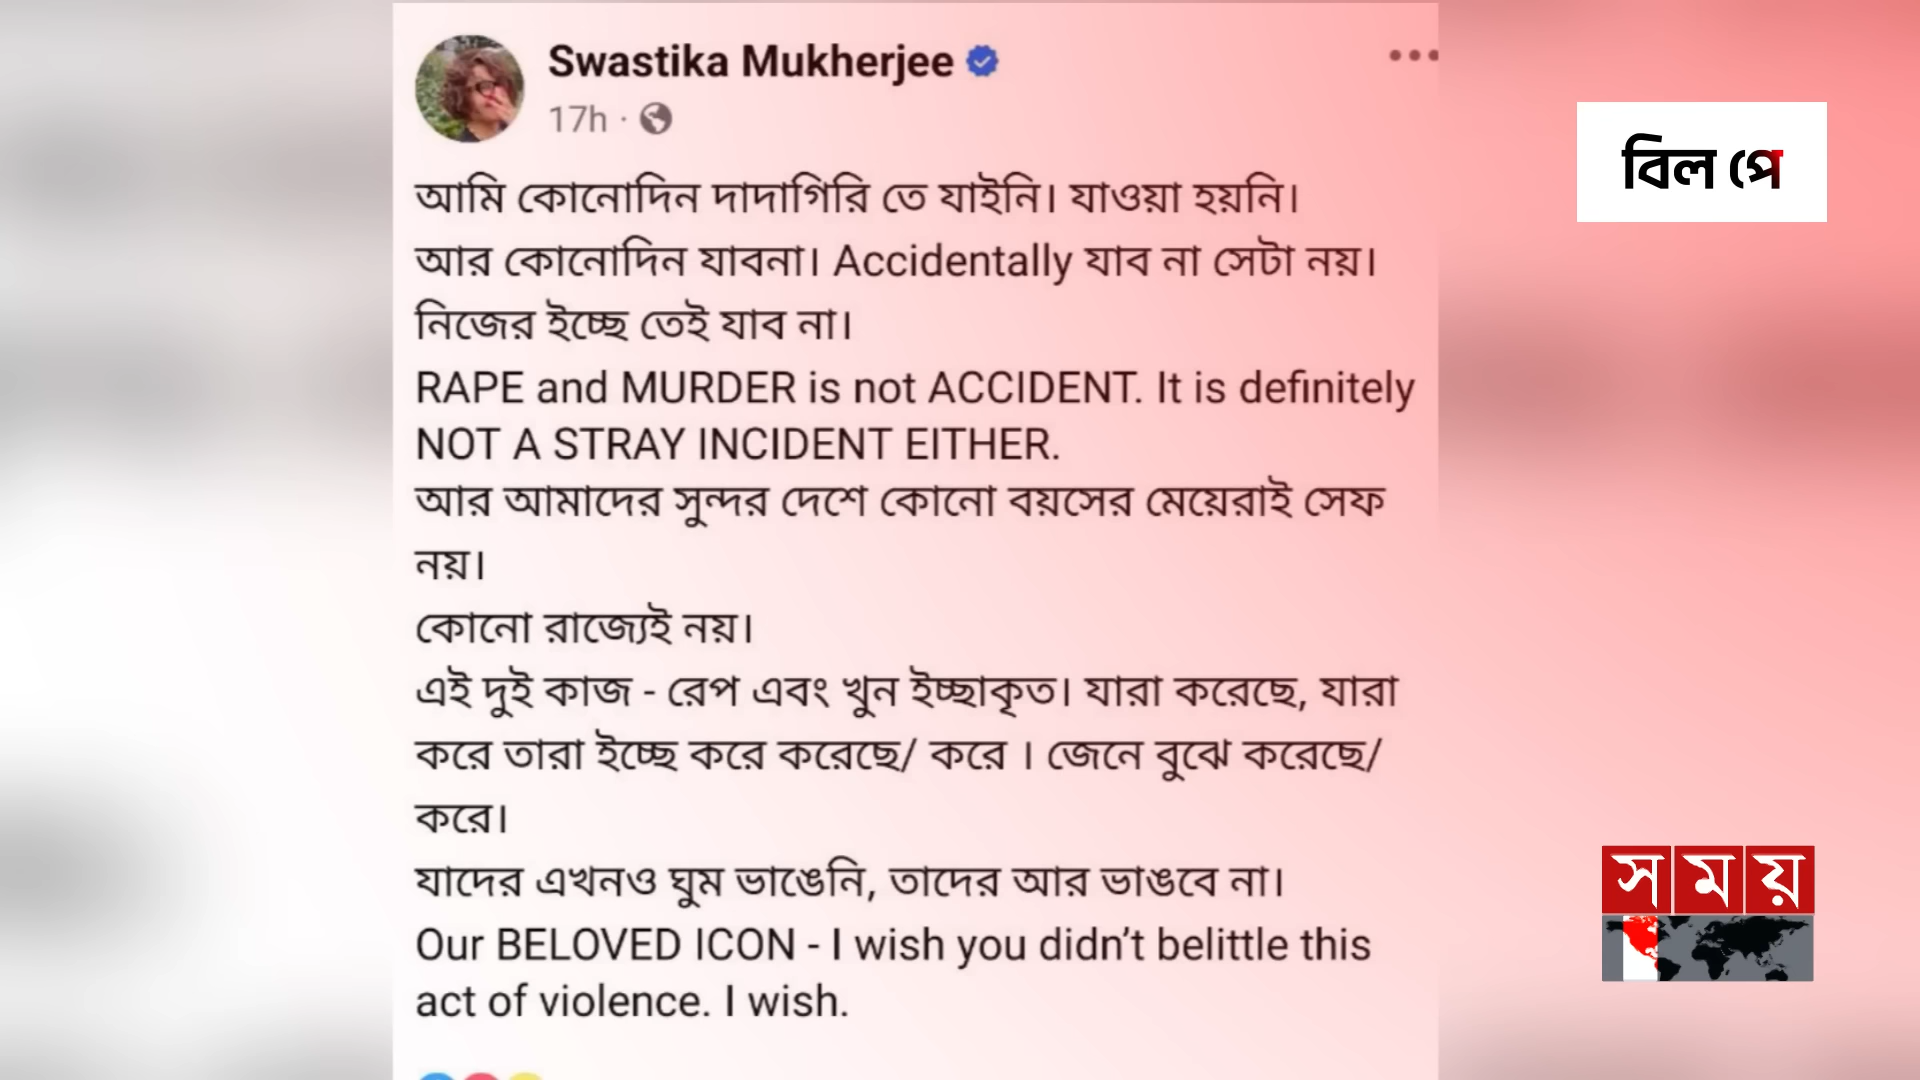 Swastika Mukherjee
17h ·
আমি কোনোদিন দাদাগিরি তে যাইনি। যাওয়া হয়নি।
আর কোনোদিন যাবনা। Accidentally যাব না সেটা নয়।
নিজের ইচ্ছে তেই যাব না।
RAPE and MURDER is not ACCIDENT. It is definitely
NOT A STRAY INCIDENT EITHER.
আর আমাদের সুন্দর দেশে কোনো বয়সের মেয়েরাই সেফ
নয়।
কোনো রাজ্যেই নয়।
এই দুই কাজ - রেপ এবং খুন ইচ্ছাকৃত। যারা করেছে, যারা
করে তারা ইচ্ছে করে করেছে/ করে । জেনে বুঝে করেছে/
করে।
যাদের এখনও ঘুম ভাঙেনি, তাদের আর ভাঙবে না।
Our BELOVED ICON - I wish you didn’t belittle this
act of violence. I wish.
বিল পে
সময়